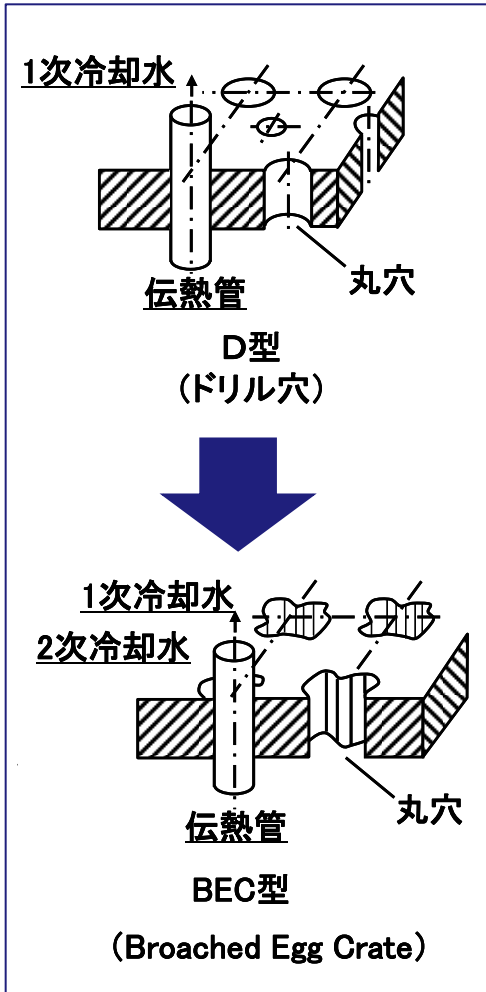 1次冷却水
伝熱管
丸穴
D型
(ドリル穴)
1次冷却水
2次冷却水
丸穴
伝熱管
BEC型
(Broached Egg Crate)